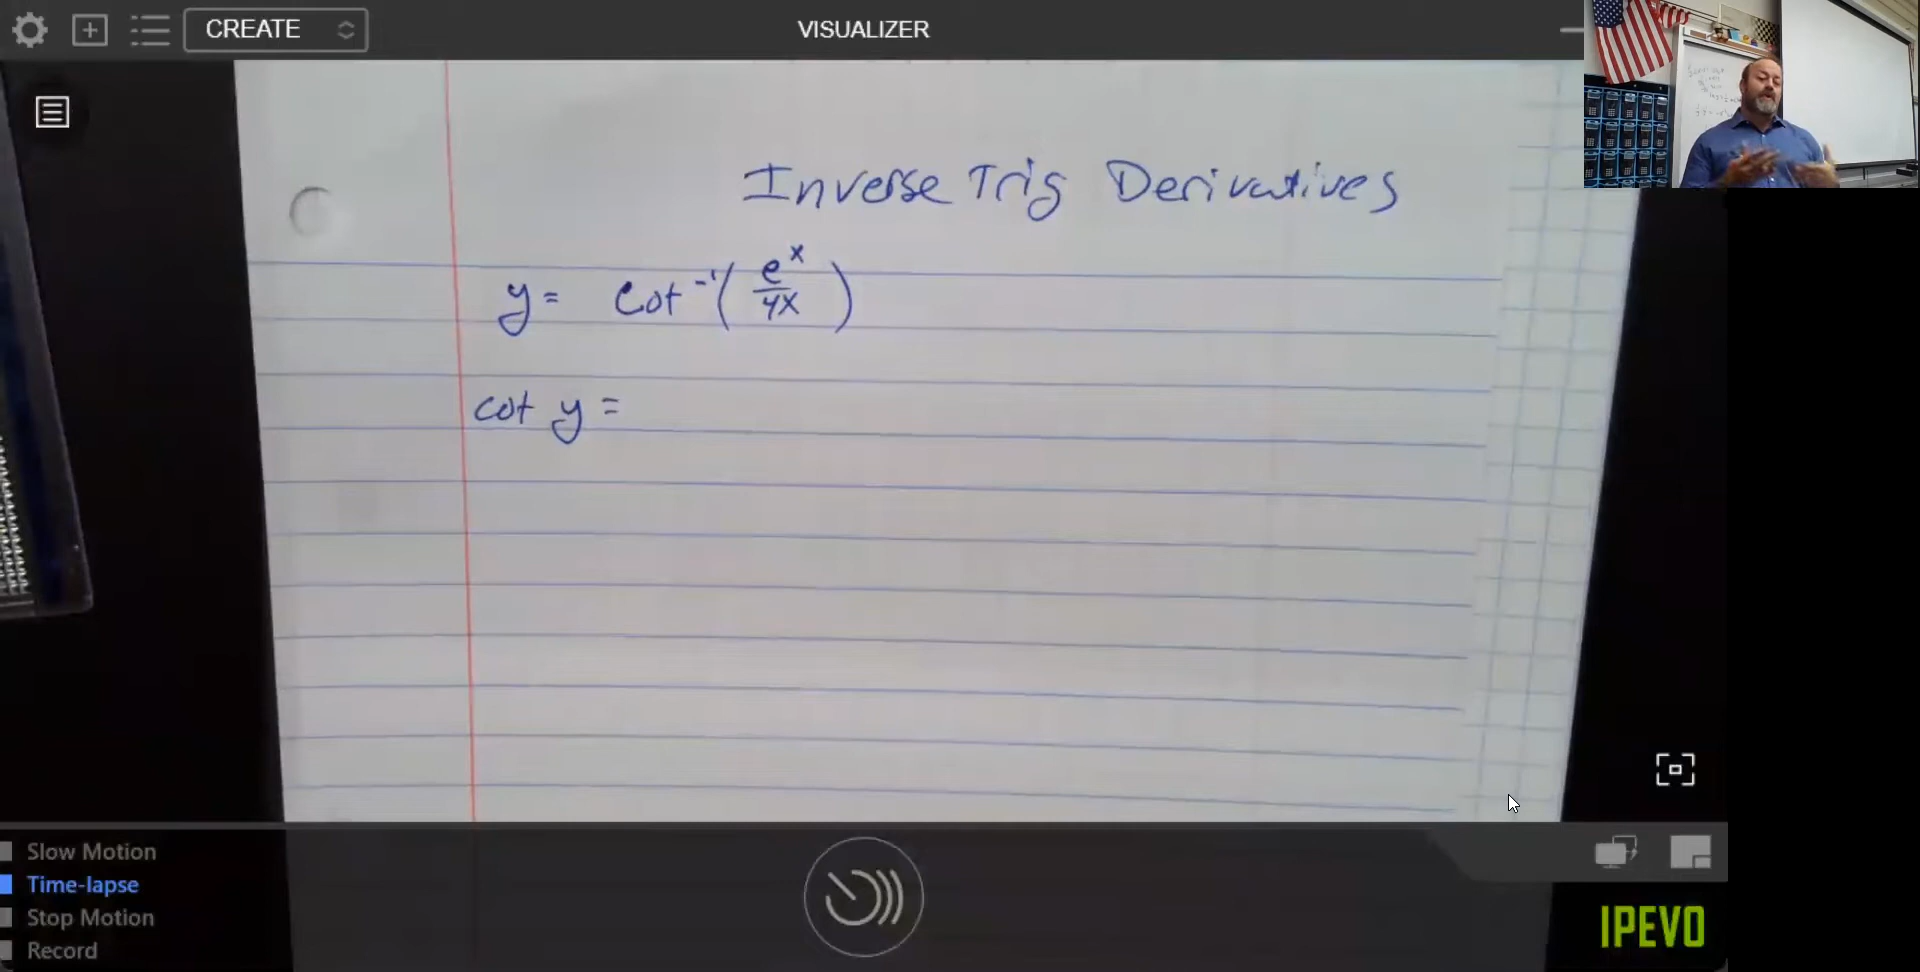 CREATE
VISUALIZER
Inverse Trig Derivatives
y = Cot⁻¹(eˣ/4x)
cot y =
Slow Motion
Time-lapse
Stop Motion
Record
IPEVO